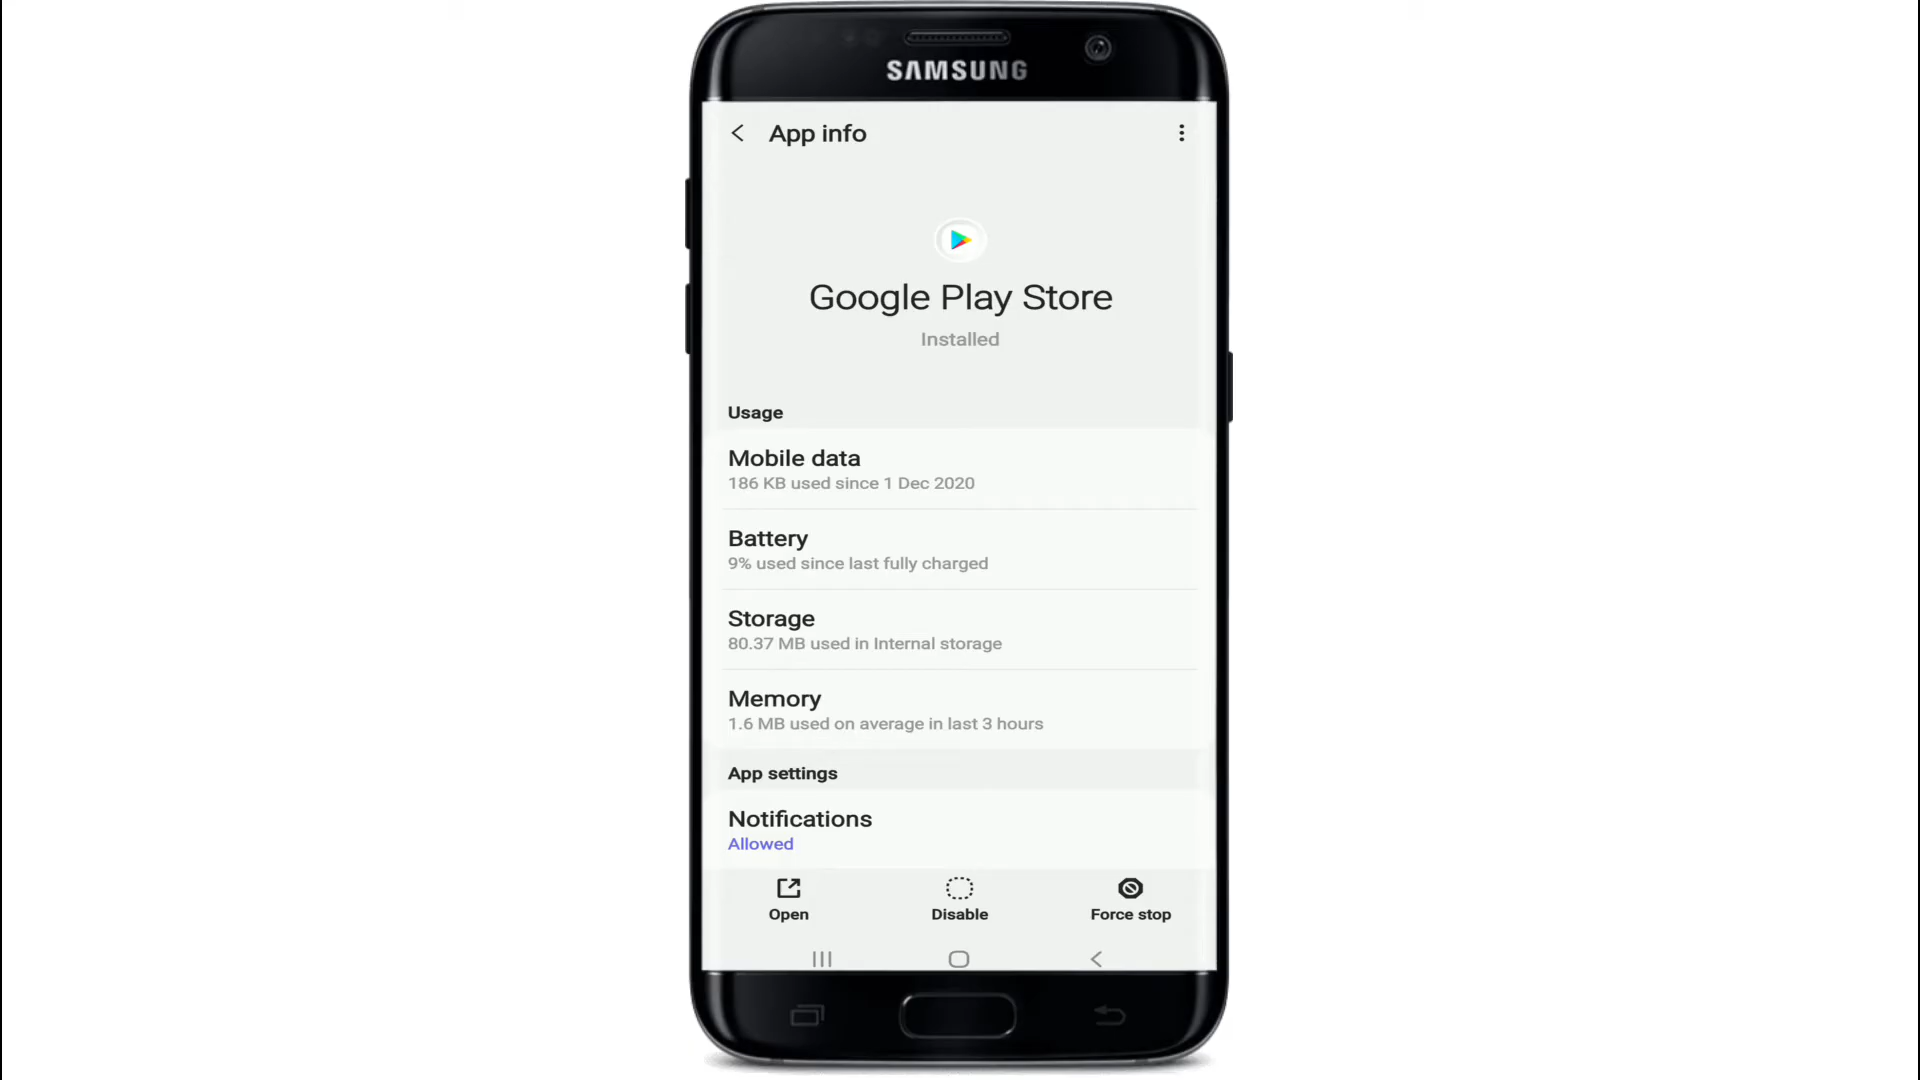 SAMSUNG
App info
Google Play Store
Installed
Usage
Mobile data
186 KB used since 1 Dec 2020
Battery
9% used since last fully charged
Storage
80.37 MB used in Internal storage
Memory
1.6 MB used on average in last 3 hours
App settings
Notifications
Allowed
Open
Disable
Force stop